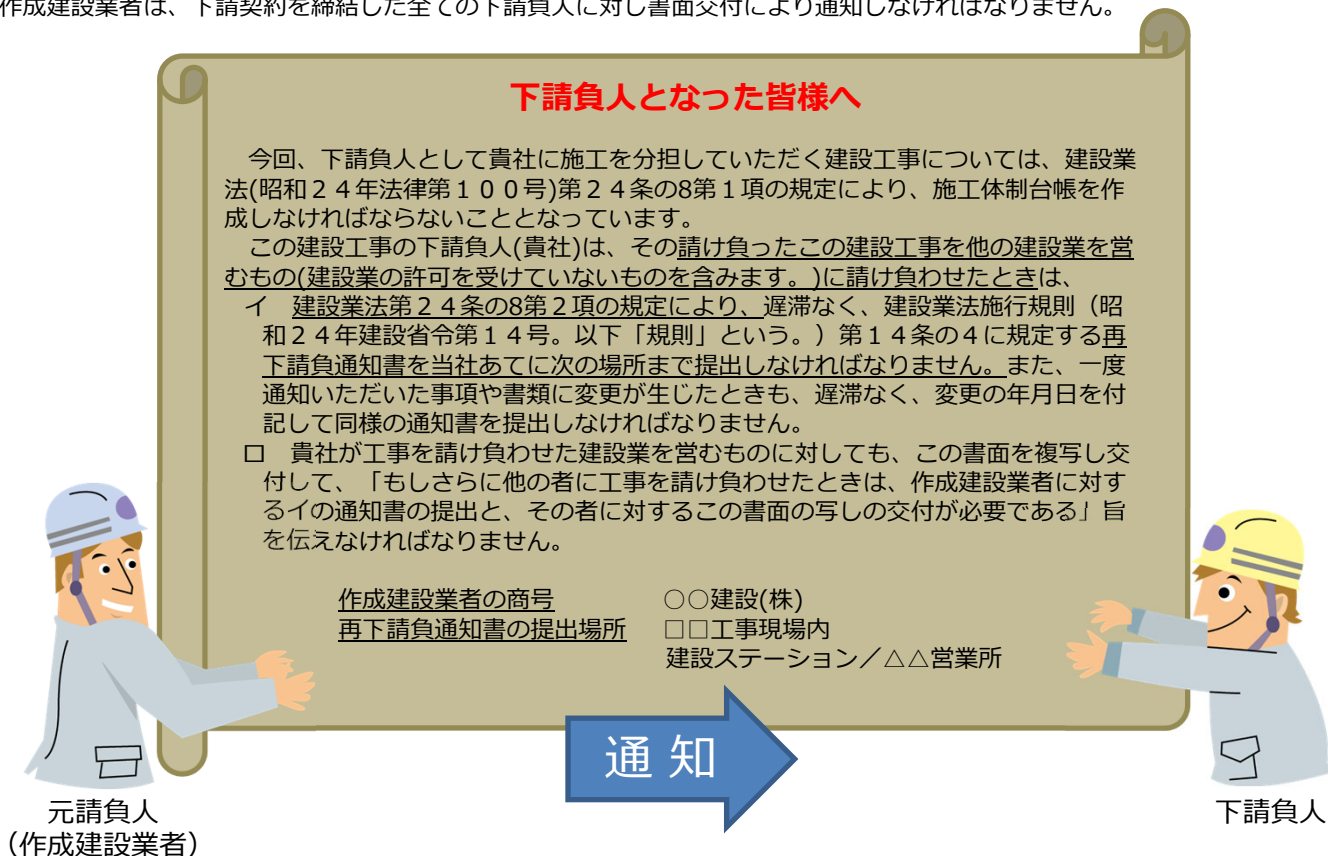 作成建設業者は、下請契約を締結した全ての下請負人に対し書面交付により通知しなければなりません。
下請負人となった皆様へ
今回、下請負人として貴社に施工を分担していただく建設工事については、建設業
法(昭和２４年法律第１００号)第２４条の8第１項の規定により、施工体制台帳を作
成しなければならないこととなっています。
この建設工事の下請負人(貴社)は、その請け負ったこの建設工事を他の建設業を営
むもの(建設業の許可を受けていないものを含みます。)に請け負わせたときは、
イ　建設業法第２４条の8第２項の規定により、遅滞なく、建設業法施行規則（昭
和２４年建設省令第１４号。以下「規則」という。）第１４条の４に規定する再
下請負通知書を当社あてに次の場所まで提出しなければなりません。また、一度
通知いただいた事項や書類に変更が生じたときも、遅滞なく、変更の年月日を付
記して同様の通知書を提出しなければなりません。
ロ　貴社が工事を請け負わせた建設業を営むものに対しても、この書面を複写し交
付して、「もしさらに他の者に工事を請け負わせたときは、作成建設業者に対す
るイの通知書の提出と、その者に対するこの書面の写しの交付が必要である」旨
を伝えなければなりません。
作成建設業者の商号　○○建設(株)
再下請負通知書の提出場所　□□工事現場内
建設ステーション／△△営業所
通 知
元請負人
（作成建設業者）
下請負人